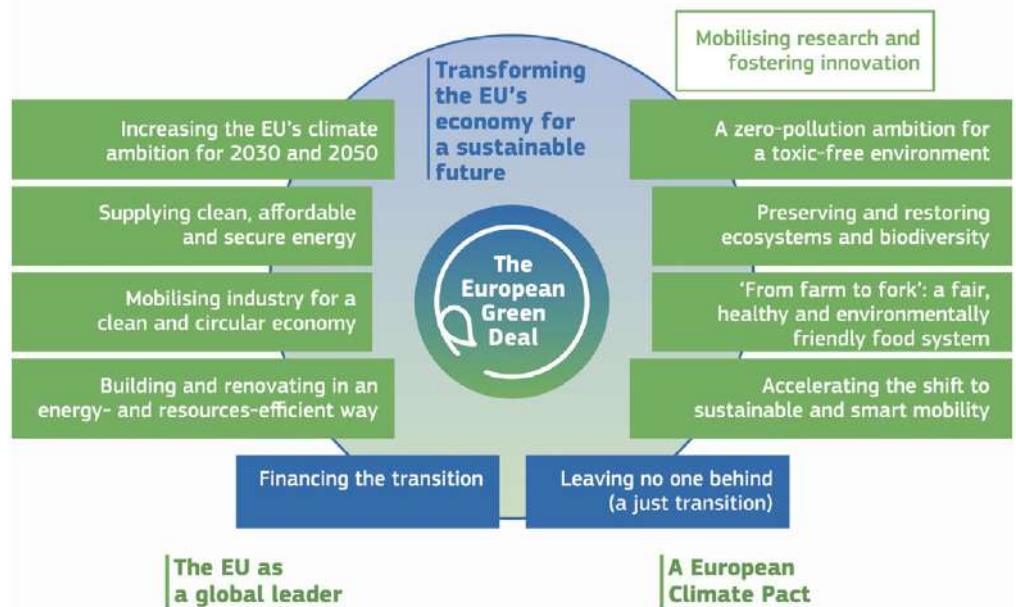 Mobilising research and
fostering innovation
Transforming
the EU's
economy for
a sustainable
future
Increasing the EU's climate
ambition for 2030 and 2050
Supplying clean, affordable
and secure energy
Mobilising industry for a
clean and circular economy
Building and renovating in an
energy- and resources-efficient way
The
European
Green
Deal
A zero-pollution ambition for
a toxic-free environment
Preserving and restoring
ecosystems and biodiversity
‘From farm to fork’: a fair,
healthy and environmentally
friendly food system
Accelerating the shift to
sustainable and smart mobility
Financing the transition
Leaving no one behind
(a just transition)
The EU as
a global leader
A European
Climate Pact